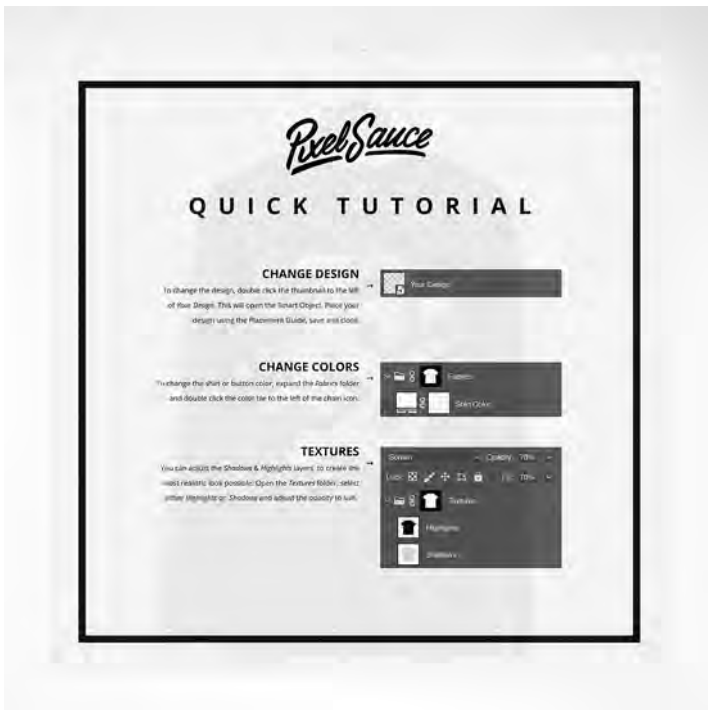 Pixel Sauce
QUICK TUTORIAL
CHANGE DESIGN
To change the design, double click the thumbnail to the left
of Your Design. This will open the Smart Object. Place your
design using the Placement Guide, save and close.
Your Design
CHANGE COLORS
To change the shirt or button color, expand the Fabrics folder
and double click the color tile to the left of the chain icon.
Shirt Color
TEXTURES
You can adjust the Shadows & Highlights layers, to create the
most realistic look possible. Open the Textures folder, select
either Highlights or Shadows and adjust the opacity to suit.
Screen Opacity: 70%
Lock: 70%
Textures
Highlights
Shadows